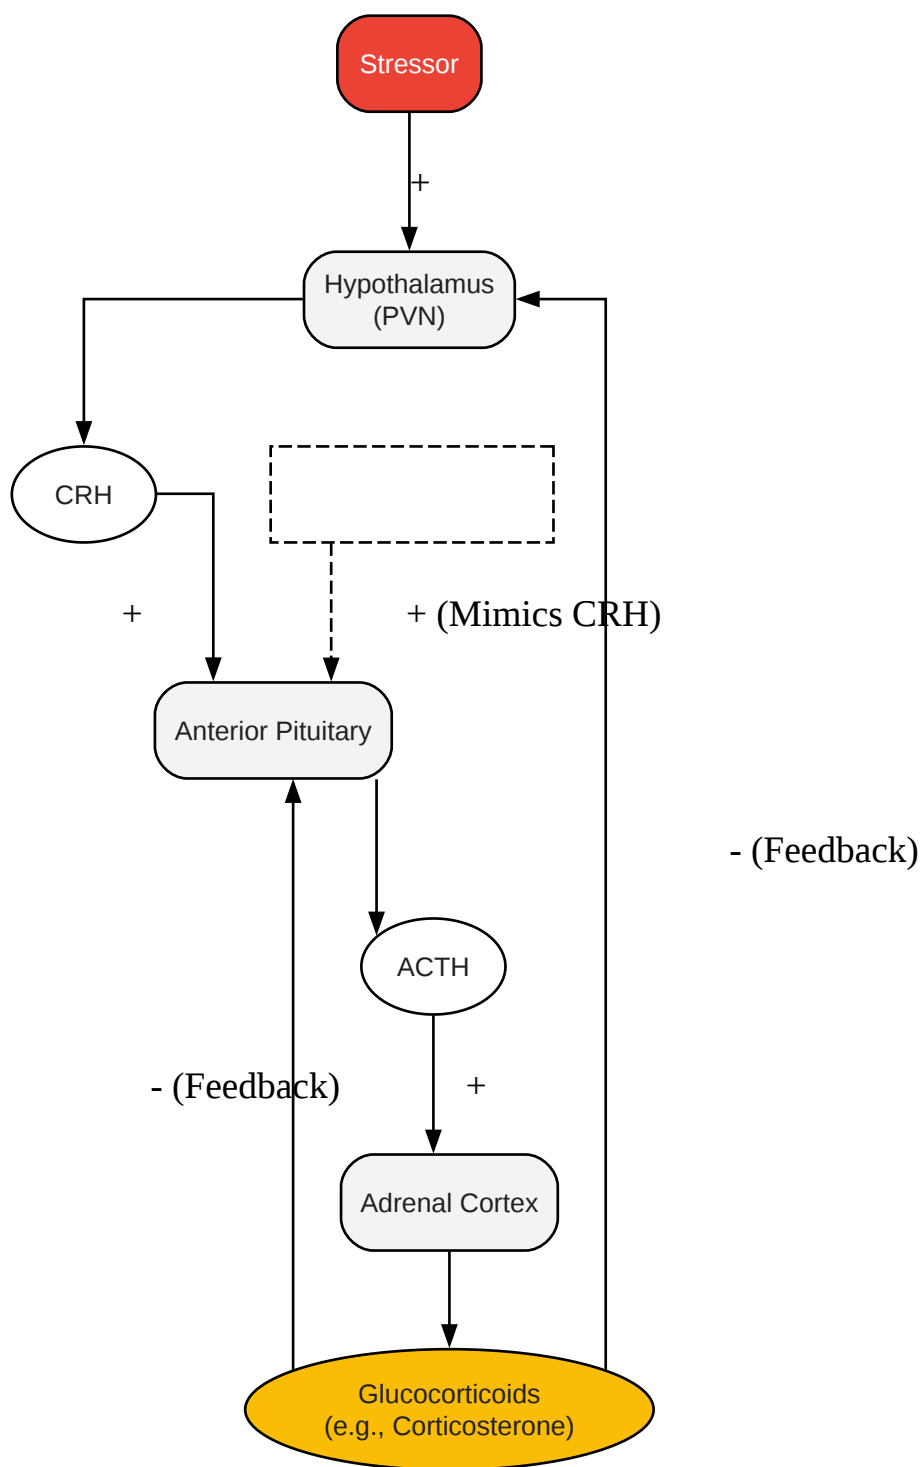 Stressor
+
Hypothalamus
(PVN)
CRH
+
+ (Mimics CRH)
Anterior Pituitary
- (Feedback)
ACTH
- (Feedback)
+
Adrenal Cortex
Glucocorticoids
(e.g., Corticosterone)